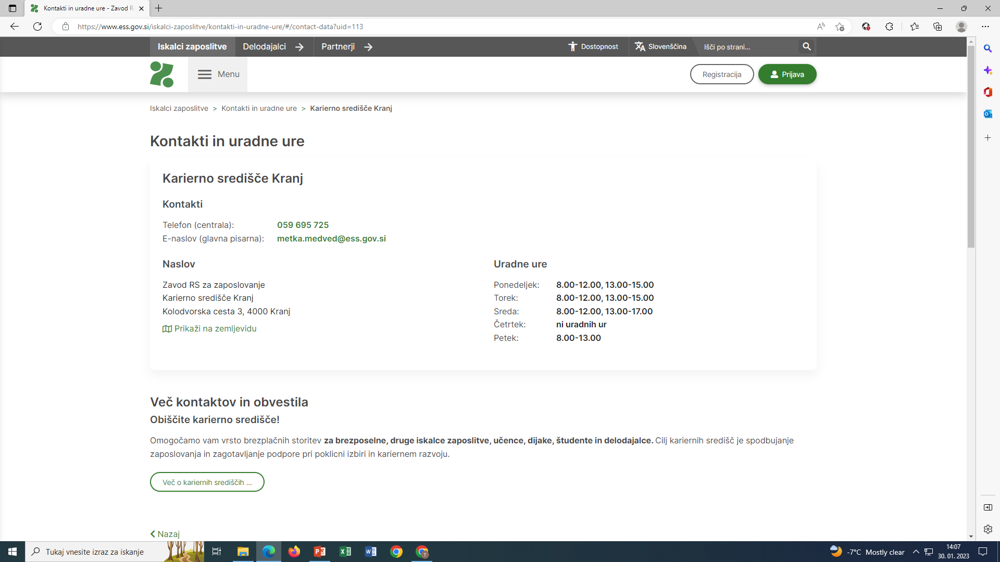 Kontakti in uradne ure - Zavod R
https://www.ess.gov.si/iskalci-zaposlitve/kontakti-in-uradne-ure/#/contact-data?uid=113
Iskalci zaposlitve
Delodajalci
Partnerji
Dostopnost
Slovenščina
Išči po strani...
Menu
Registracija
Prijava
Iskalci zaposlitve > Kontakti in uradne ure > Karierno središče Kranj
Kontakti in uradne ure
Karierno središče Kranj
Kontakti
Telefon (centrala): 059 695 725
E-naslov (glavna pisarna): metka.medved@ess.gov.si
Naslov
Zavod RS za zaposlovanje
Karierno središče Kranj
Kolodvorska cesta 3, 4000 Kranj
Prikaži na zemljevidu
Uradne ure
Ponedeljek: 8.00-12.00, 13.00-15.00
Torek: 8.00-12.00, 13.00-15.00
Sreda: 8.00-12.00, 13.00-17.00
Četrtek: ni uradnih ur
Petek: 8.00-13.00
Več kontaktov in obvestila
Obiščite karierno središče!
Omogočamo vam vrsto brezplačnih storitev za brezposelne, druge iskalce zaposlitve, učence, dijake, študente in delodajalce. Cilj kariernih središč je spodbujanje
zaposlovanja in zagotavljanje podpore pri poklicni izbiri in kariernem razvoju.
Več o kariernih središčih ...
Nazaj
Tukaj vnesite izraz za iskanje
-7°C Mostly clear
14:07
30. 01. 2023